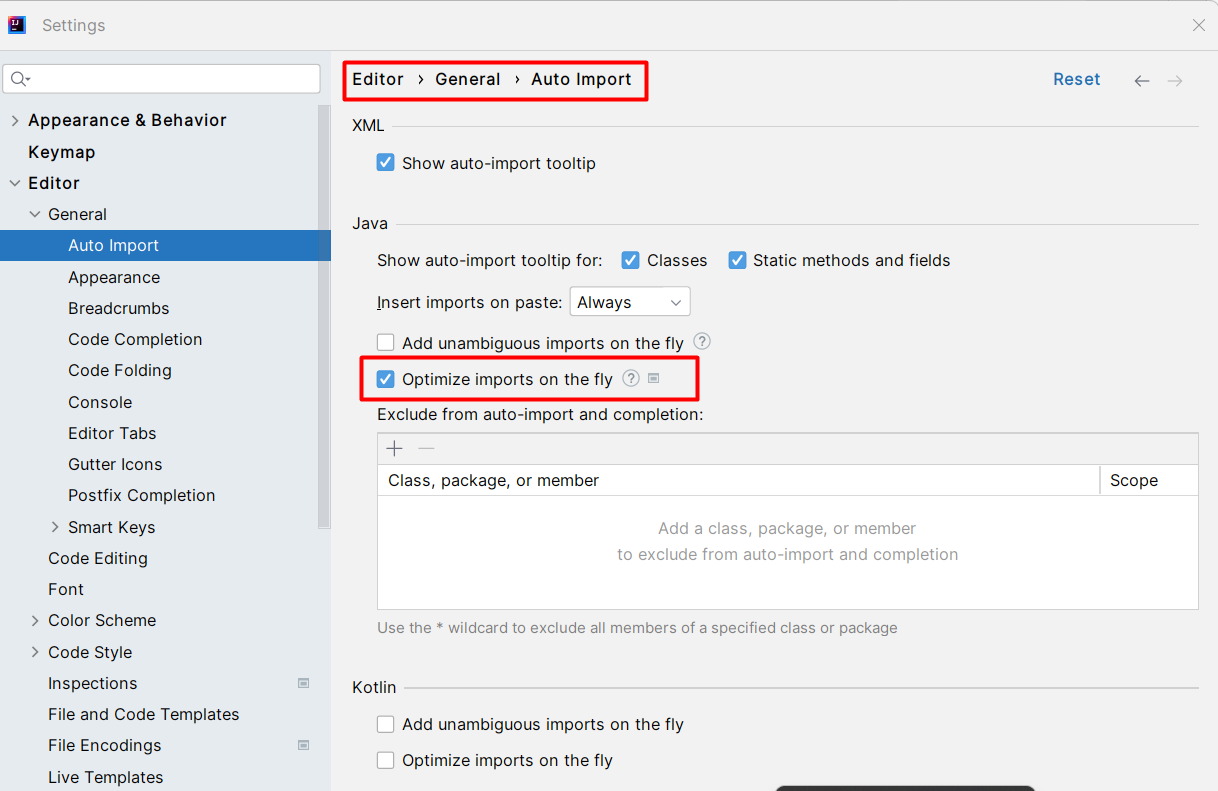 IJ
Settings
Appearance & Behavior
Keymap
Editor
General
Auto Import
Appearance
Breadcrumbs
Code Completion
Code Folding
Console
Editor Tabs
Gutter Icons
Postfix Completion
Smart Keys
Code Editing
Font
Color Scheme
Code Style
Inspections
File and Code Templates
File Encodings
Live Templates
Editor › General › Auto Import
Reset
XML
Show auto-import tooltip
Java
Show auto-import tooltip for: Classes Static methods and fields
Insert imports on paste: Always
Add unambiguous imports on the fly ?
Optimize imports on the fly ?
Exclude from auto-import and completion:
Class, package, or member Scope
Add a class, package, or member
to exclude from auto-import and completion
Use the * wildcard to exclude all members of a specified class or package
Kotlin
Add unambiguous imports on the fly
Optimize imports on the fly